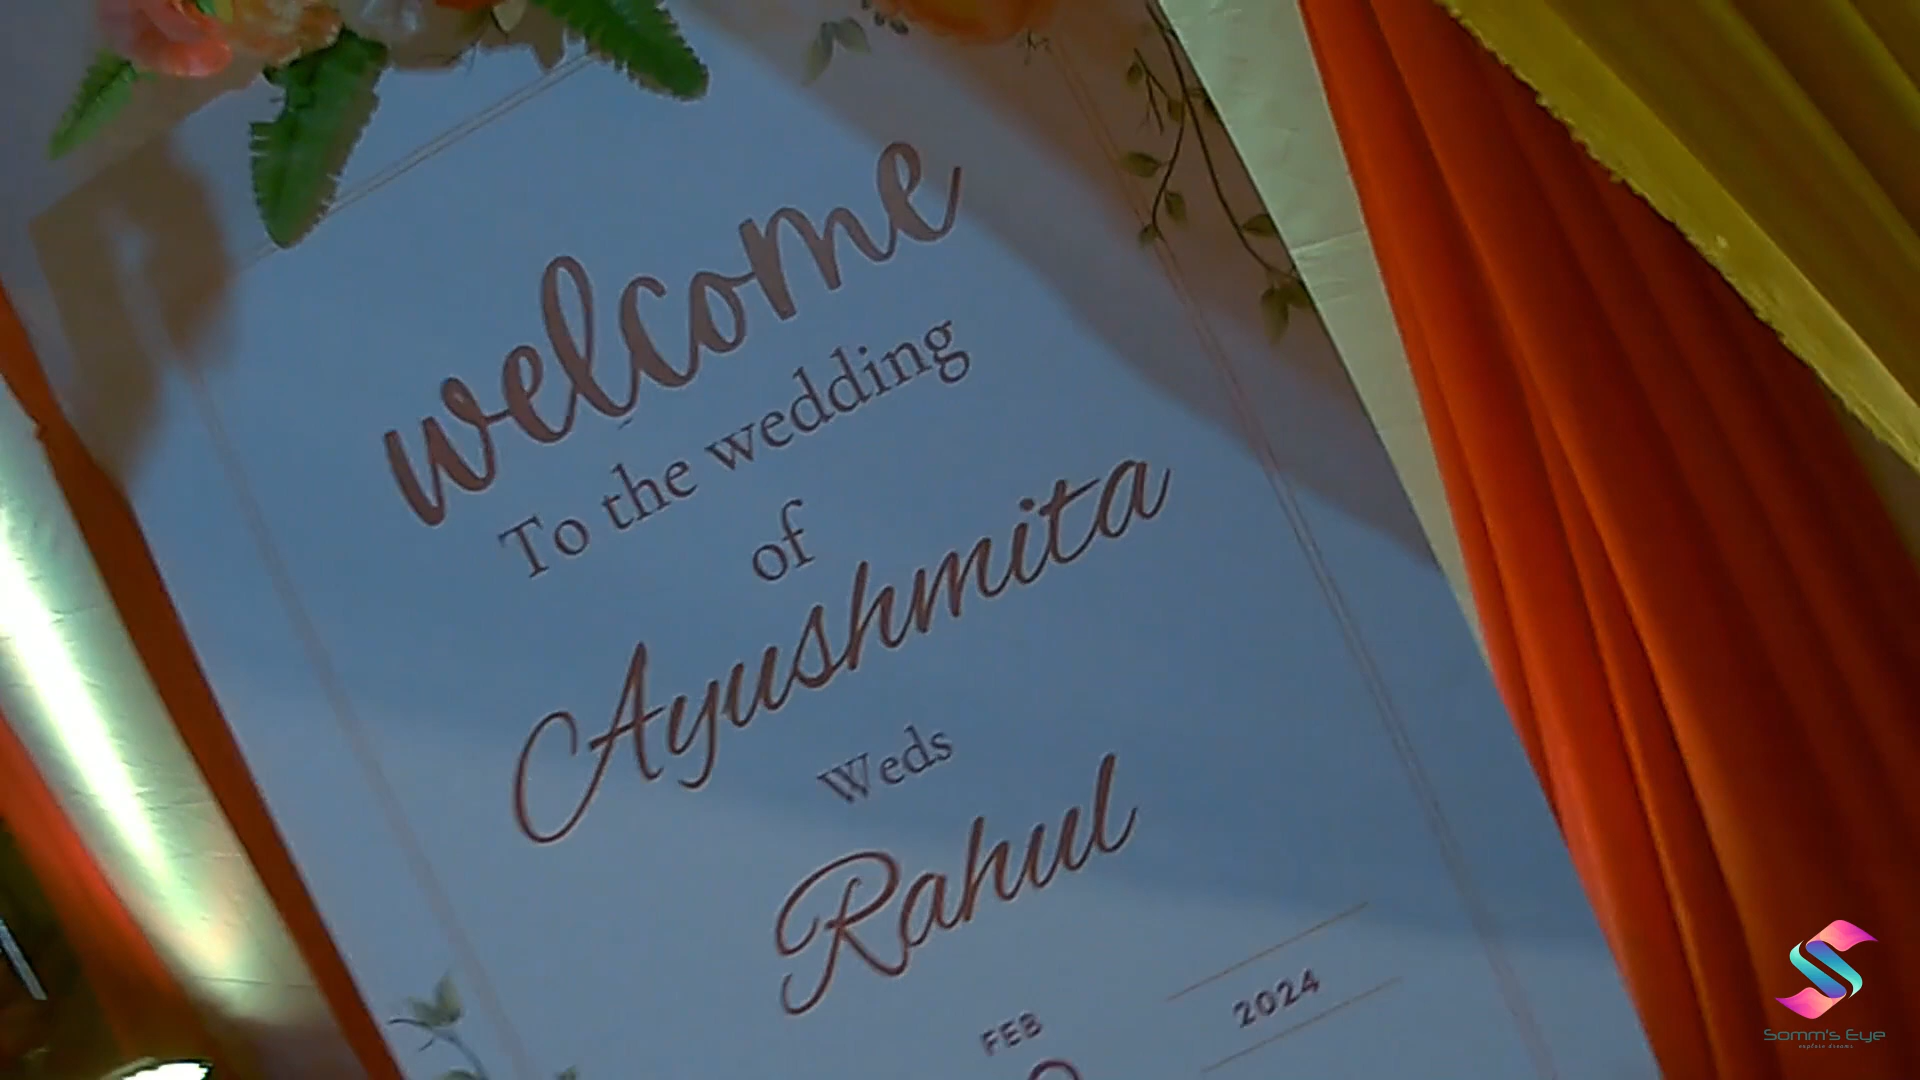 welcome
To the wedding
of
Ayushmita
Weds
Rahul
FEB
2024
Somm's Eye